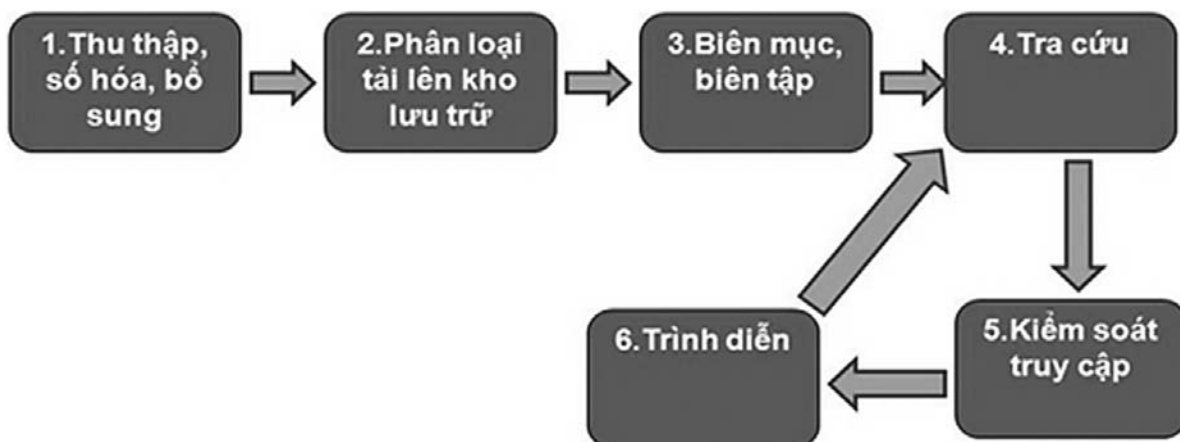 1.Thu thập,
số hóa, bổ
sung
2.Phân loại
tải lên kho
lưu trữ
3.Biên mục,
biên tập
4.Tra cứu
5.Kiểm soát
truy cập
6.Trình diễn